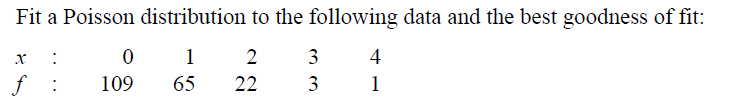 Fit a Poisson distribution to the following data and the best goodness of fit:
x : 0 1 2 3 4
f : 109 65 22 3 1